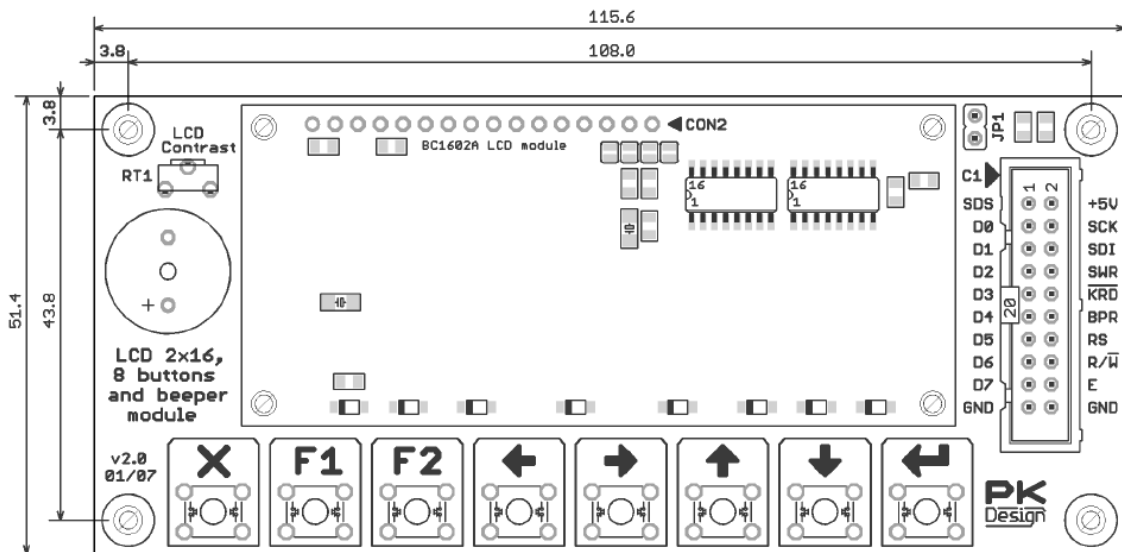 115.6
3.8
108.0
3.8
43.8
51.4
LCD
Contrast
RT1
+
LCD 2x16,
8 buttons
and beeper
module
v2.0
01/07
CON2
BC1602A LCD module
16
1
16
1
JP1
C1
1
2
SDS
+5V
D0
SCK
D1
SDI
D2
SWR
D3
K̅R̅D̅
D4
BPR
D5
RS
D6
R/W̅
D7
E
GND
GND
20
X
F1
F2
PK
Design